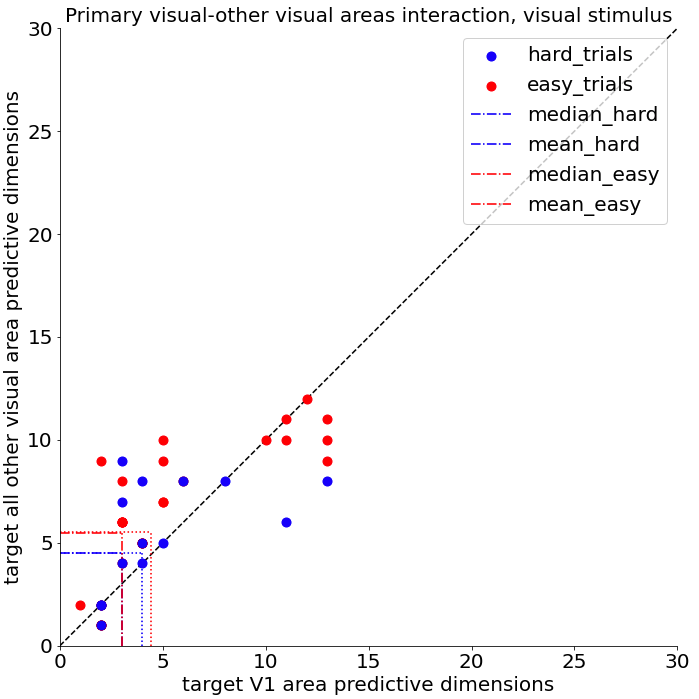 Primary visual-other visual areas interaction, visual stimulus
30
25
20
15
10
5
0
target all other visual area predictive dimensions
hard_trials
easy_trials
median_hard
mean_hard
median_easy
mean_easy
0 5 10 15 20 25 30
target V1 area predictive dimensions